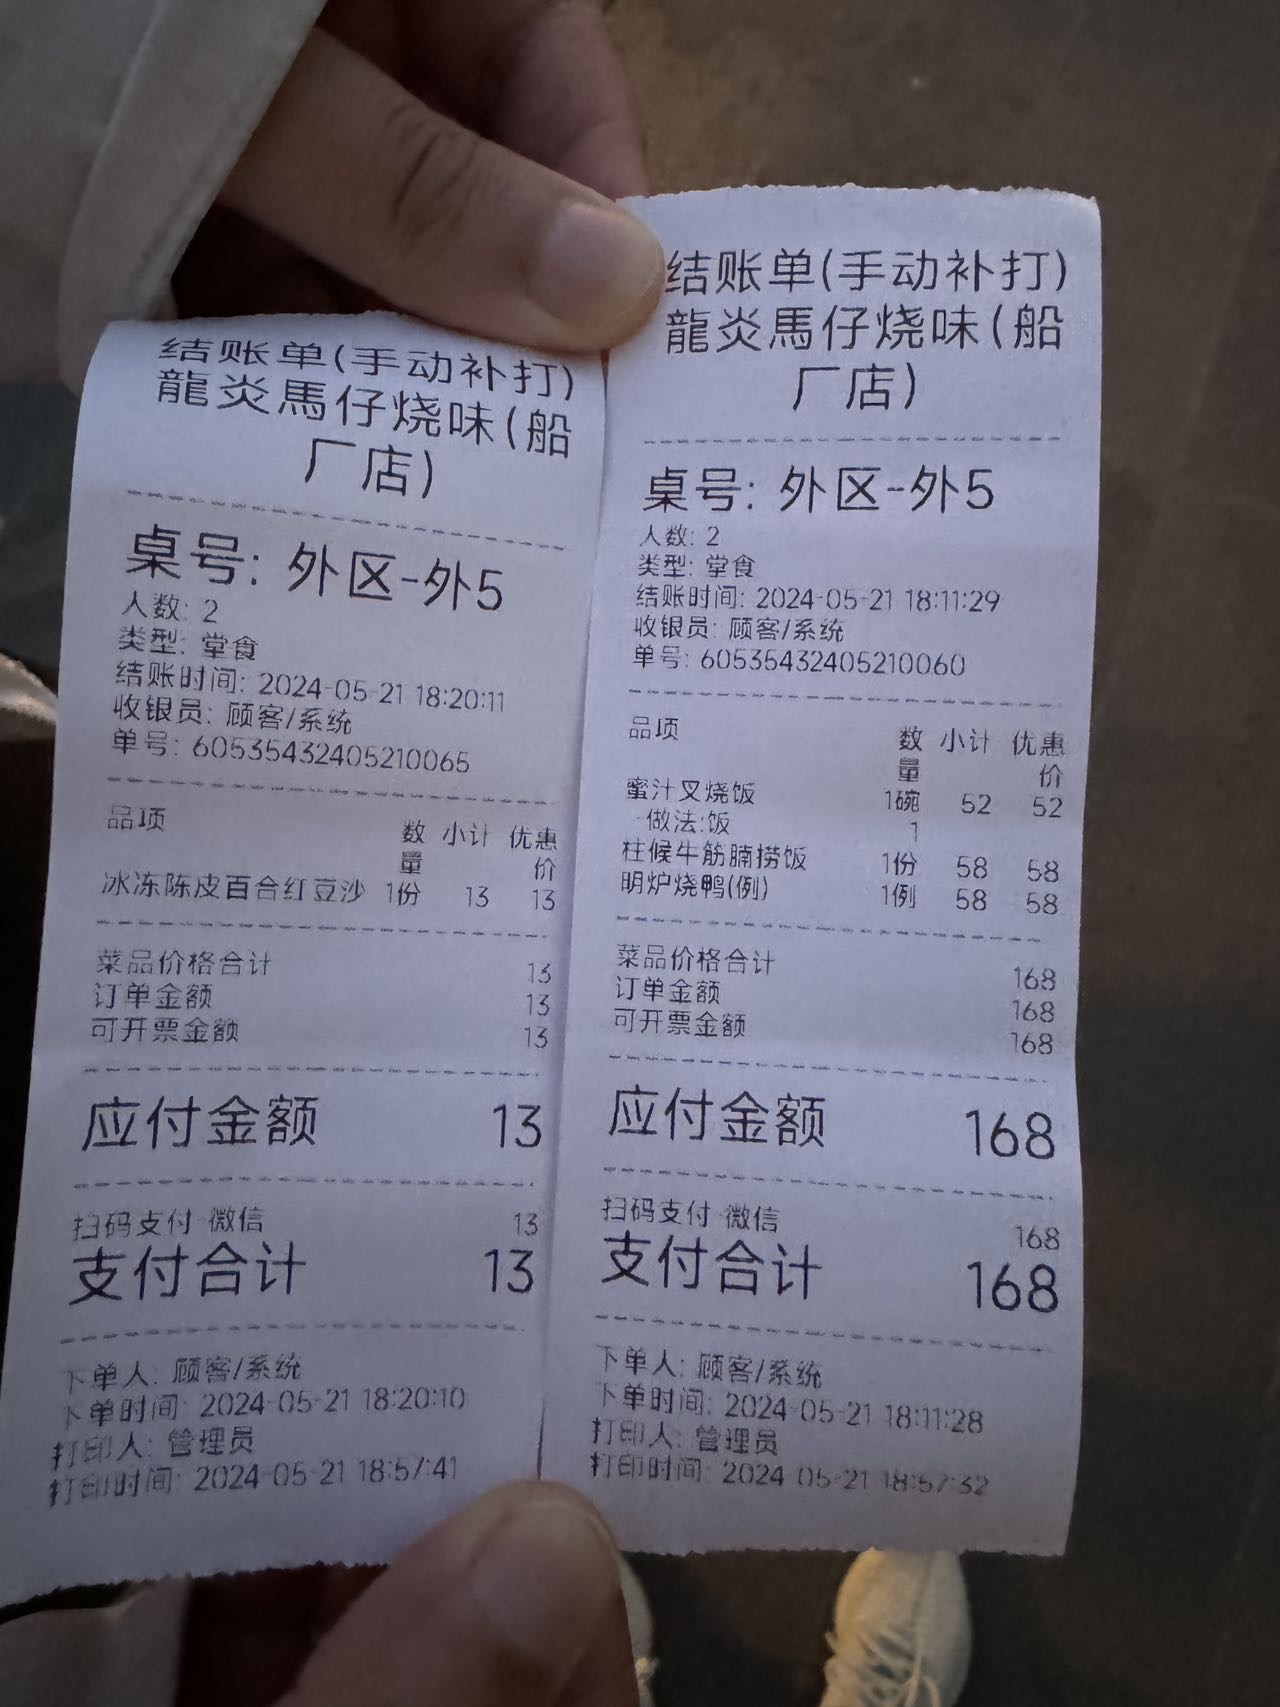 结账单(手动补打)
龍炎馬仔烧味(船
厂店)
桌号: 外区-外5
人数: 2
类型: 堂食
结账时间: 2024-05-21 18:20:11
收银员: 顾客/系统
单号: 60535432405210065
品项 数量 小计 优惠价
冰冻陈皮百合红豆沙 1份 13 13
菜品价格合计 13
订单金额 13
可开票金额 13
应付金额 13
扫码支付-微信 13
支付合计 13
下单人: 顾客/系统
下单时间: 2024-05-21 18:20:10
打印人: 管理员
打印时间: 2024-05-21 18:57:41
结账单(手动补打)
龍炎馬仔烧味(船
厂店)
桌号: 外区-外5
人数: 2
类型: 堂食
结账时间: 2024-05-21 18:11:29
收银员: 顾客/系统
单号: 60535432405210060
品项 数量 小计 优惠价
蜜汁叉烧饭 1碗 52 52
-做法:饭 1
柱候牛筋腩捞饭 1份 58 58
明炉烧鸭(例) 1例 58 58
菜品价格合计 168
订单金额 168
可开票金额 168
应付金额 168
扫码支付-微信 168
支付合计 168
下单人: 顾客/系统
下单时间: 2024-05-21 18:11:28
打印人: 管理员
打印时间: 2024-05-21 18:57:32